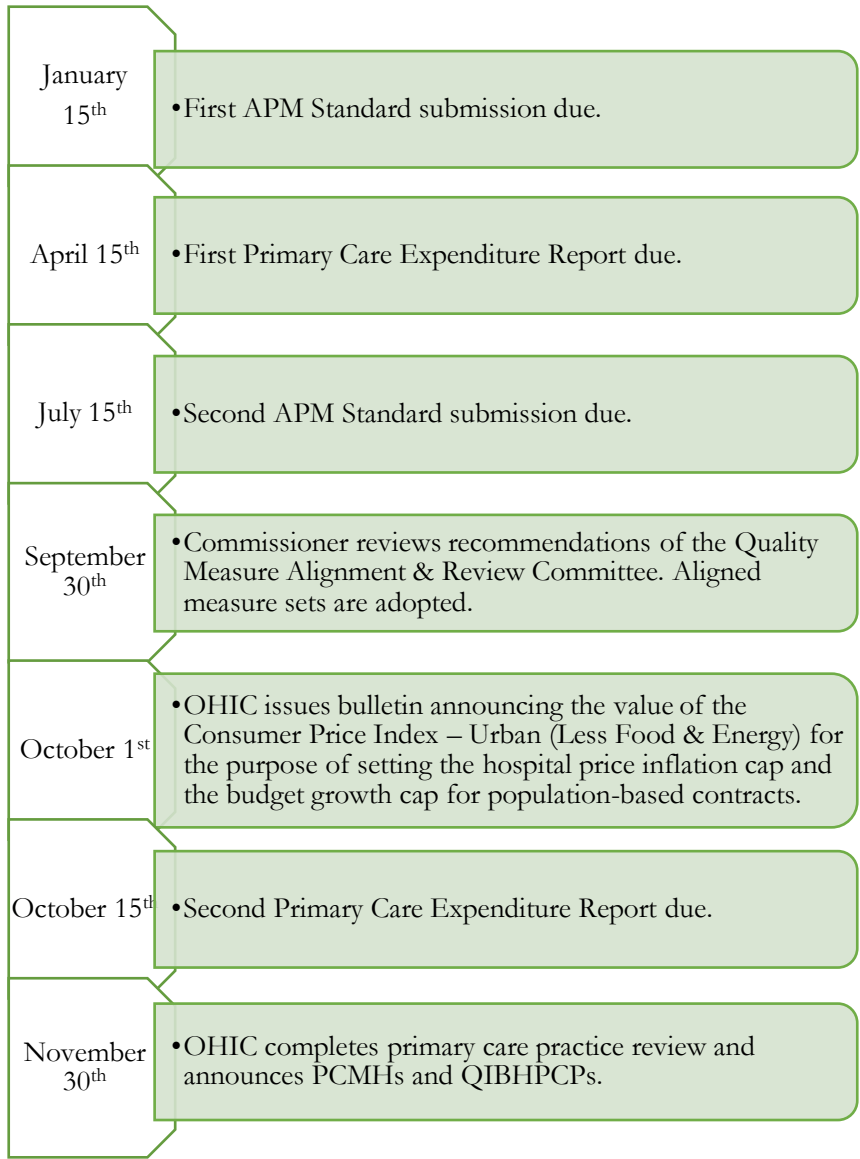 January
15th
•First APM Standard submission due.
April 15th
•First Primary Care Expenditure Report due.
July 15th
•Second APM Standard submission due.
September
30th
•Commissioner reviews recommendations of the Quality
Measure Alignment & Review Committee. Aligned
measure sets are adopted.
October 1st
•OHIC issues bulletin announcing the value of the
Consumer Price Index – Urban (Less Food & Energy) for
the purpose of setting the hospital price inflation cap and
the budget growth cap for population-based contracts.
October 15th
•Second Primary Care Expenditure Report due.
November
30th
•OHIC completes primary care practice review and
announces PCMHs and QIBHPCPs.